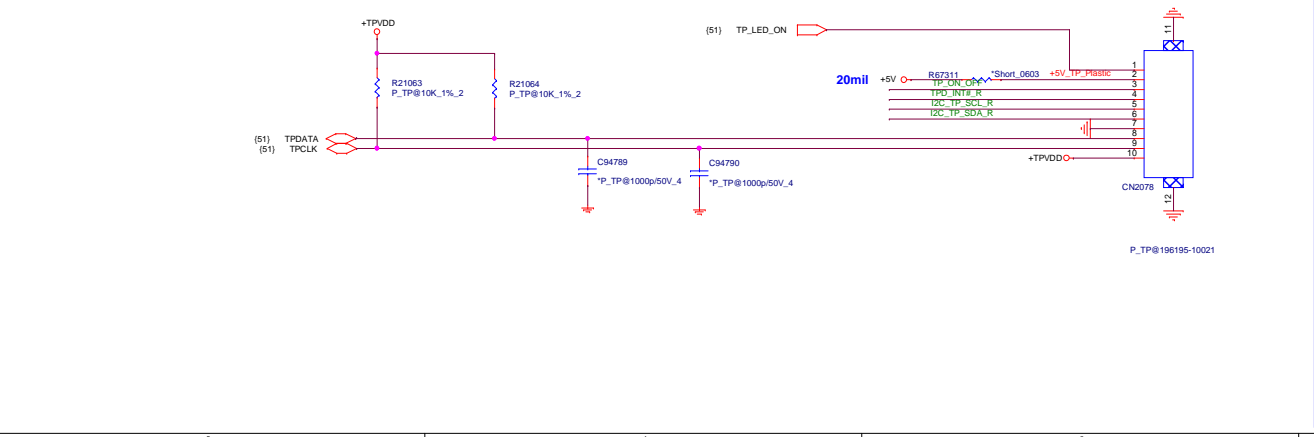 +TPVDD
{51} TP_LED_ON
11
R21063
P_TP@10K_1%_2
R21064
P_TP@10K_1%_2
20mil +5V R67311 *Short_0603 +5V_TP_Plastic
TP_ON_OFF
TPD_INT#_R
I2C_TP_SCL_R
I2C_TP_SDA_R
1
2
3
4
5
6
7
8
9
10
{51} TPDATA
{51} TPCLK
+TPVDD
C94789
*P_TP@1000p/50V_4
C94790
*P_TP@1000p/50V_4
CN2078
12
P_TP@196195-10021